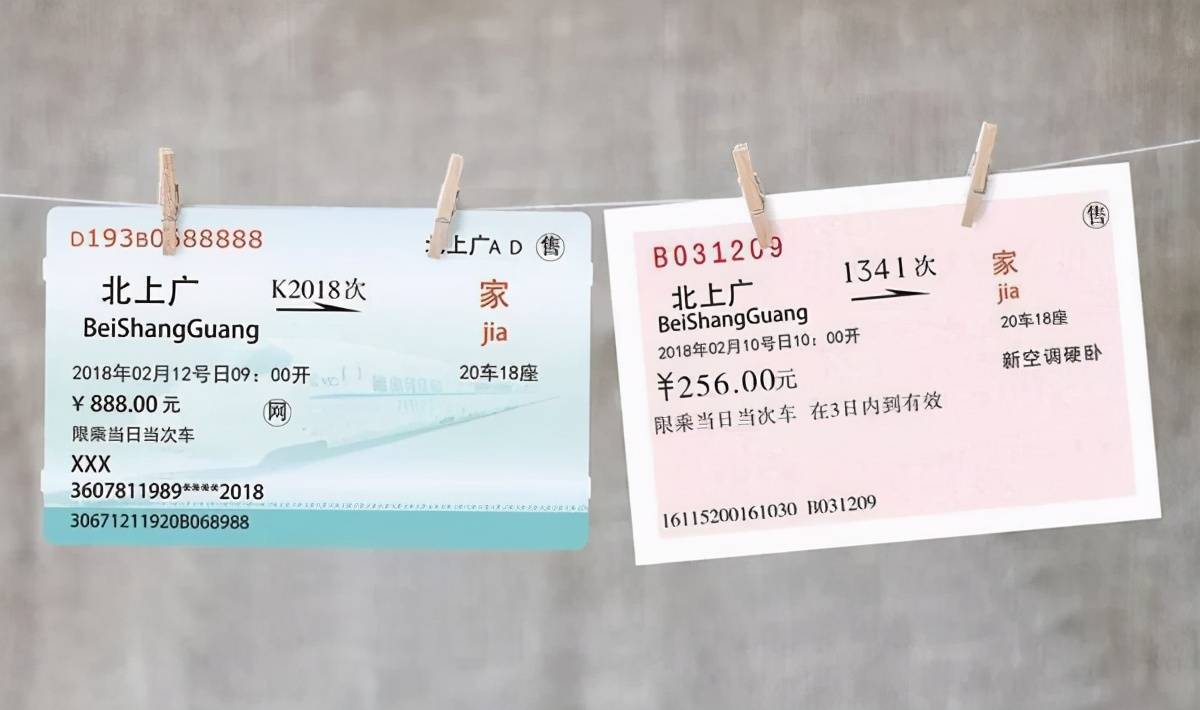 D193B0688888
北上广A D 售
北上广 K2018次 家
BeiShangGuang jia
2018年02月12号日09：00开 20车18座
¥ 888.00 元 网
限乘当日当次车
XXX
3607811989****2018
30671211920B068988
售
B031209
北上广 1341次 家
BeiShangGuang jia
2018年02月10号日10：00开 20车18座
¥256.00元 新空调硬卧
限乘当日当次车 在3日内到有效
16115200161030 B031209